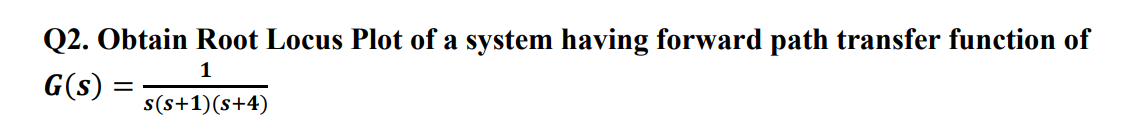 Q2. Obtain Root Locus Plot of a system having forward path transfer function of
G(s) = 1/s(s+1)(s+4)